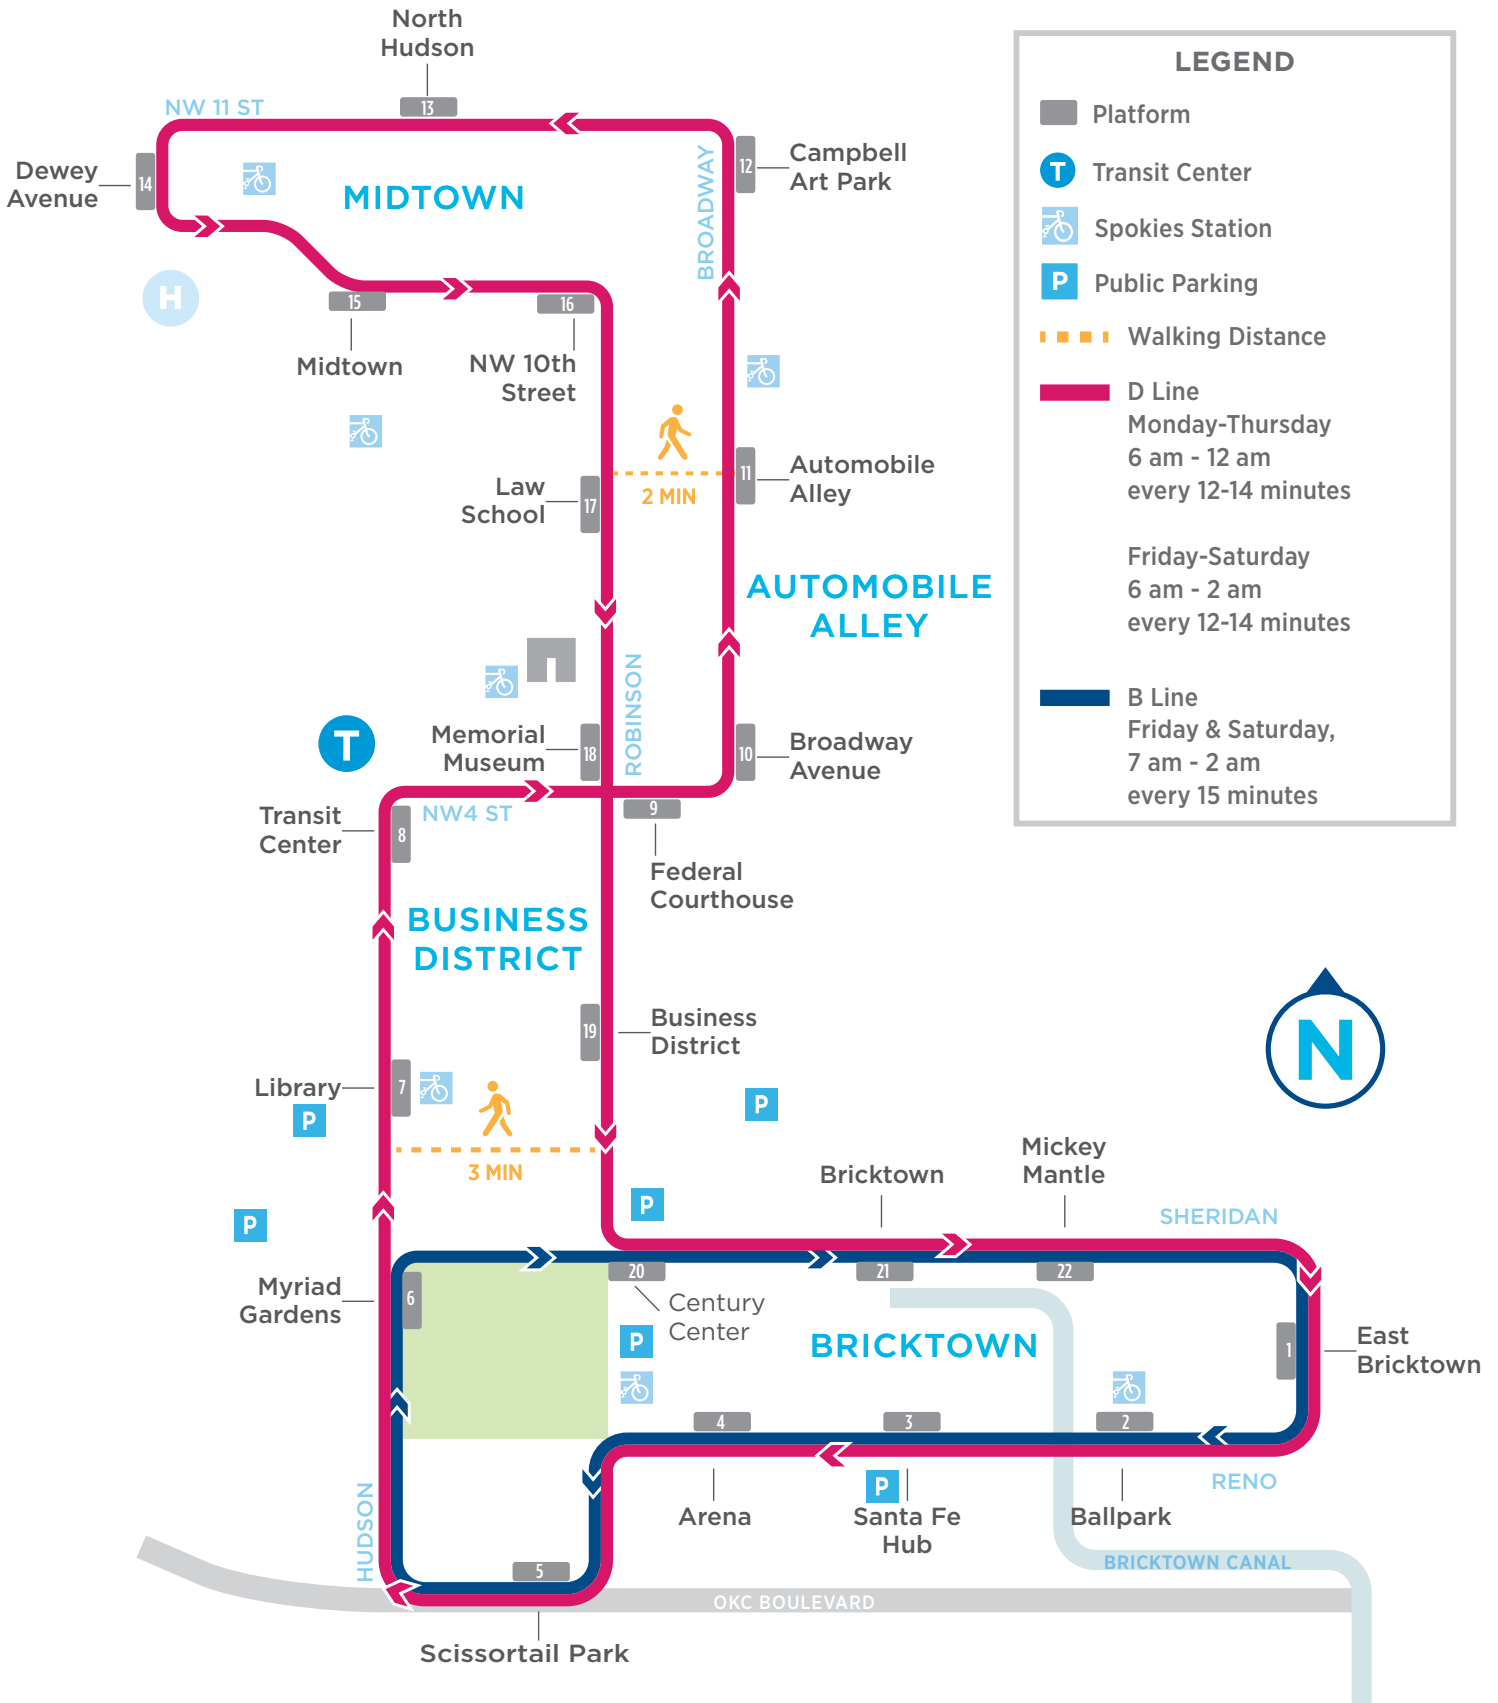 North
Hudson
NW 11 ST
13
Dewey
Avenue
14
MIDTOWN
BROADWAY
12
Campbell
Art Park
H
15
16
Midtown
NW 10th
Street
Law
School
17
2 MIN
11
Automobile
Alley
AUTOMOBILE
ALLEY
ROBINSON
T
Memorial
Museum
18
10
Broadway
Avenue
Transit
Center
8
NW4 ST
9
Federal
Courthouse
BUSINESS
DISTRICT
19
Business
District
Library
7
P
3 MIN
P
P
P
Bricktown
Mickey
Mantle
SHERIDAN
Myriad
Gardens
6
20
21
22
Century
Center
P
BRICKTOWN
1
East
Bricktown
4
3
2
HUDSON
P
RENO
Arena
Santa Fe
Hub
Ballpark
5
BRICKTOWN CANAL
OKC BOULEVARD
Scissortail Park
N
LEGEND
Platform
T
Transit Center
Spokies Station
P
Public Parking
Walking Distance
D Line
Monday-Thursday
6 am - 12 am
every 12-14 minutes
Friday-Saturday
6 am - 2 am
every 12-14 minutes
B Line
Friday & Saturday,
7 am - 2 am
every 15 minutes